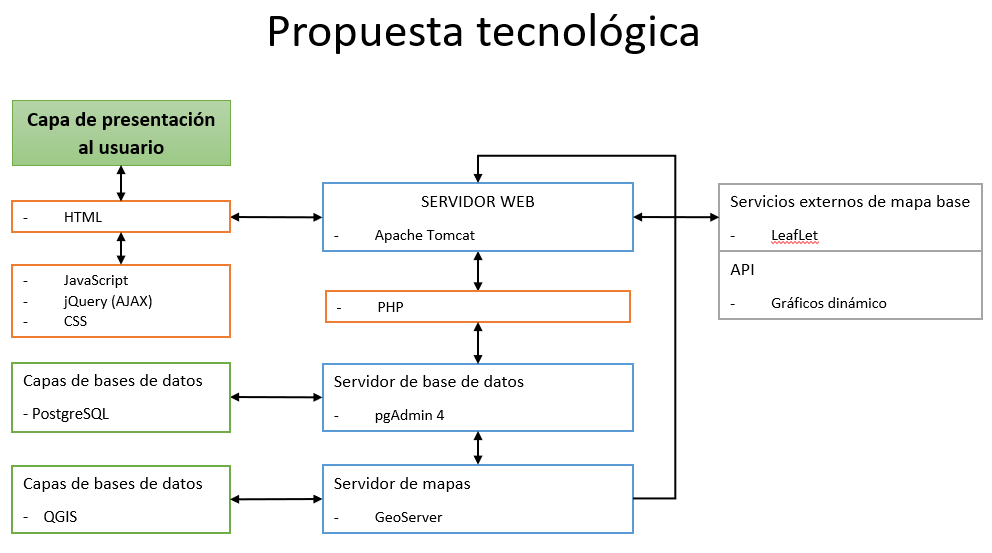 Propuesta tecnológica
Capa de presentación
al usuario
- HTML
- JavaScript
- jQuery (AJAX)
- CSS
Capas de bases de datos
- PostgreSQL
Capas de bases de datos
- QGIS
SERVIDOR WEB
- Apache Tomcat
- PHP
Servidor de base de datos
- pgAdmin 4
Servidor de mapas
- GeoServer
Servicios externos de mapa base
- LeafLet
API
- Gráficos dinámico